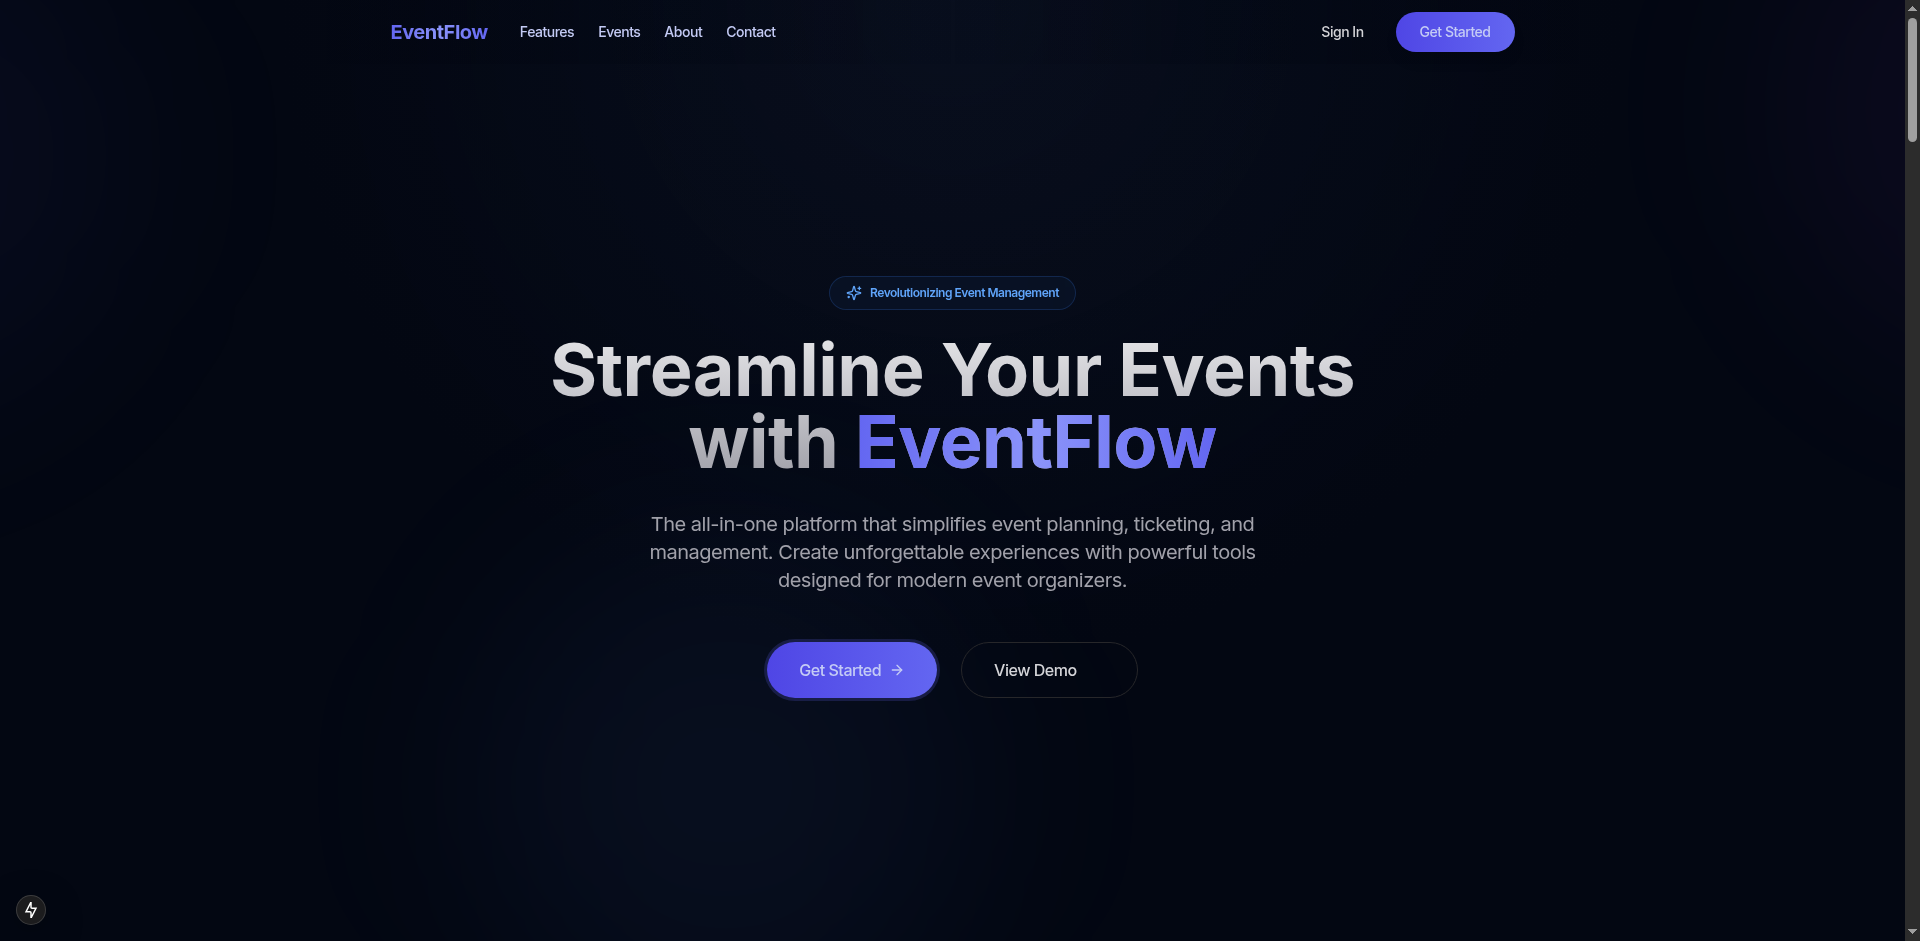 EventFlow Features Events About Contact Sign In Get Started
Revolutionizing Event Management
Streamline Your Events
with EventFlow
The all-in-one platform that simplifies event planning, ticketing, and
management. Create unforgettable experiences with powerful tools
designed for modern event organizers.
Get Started View Demo